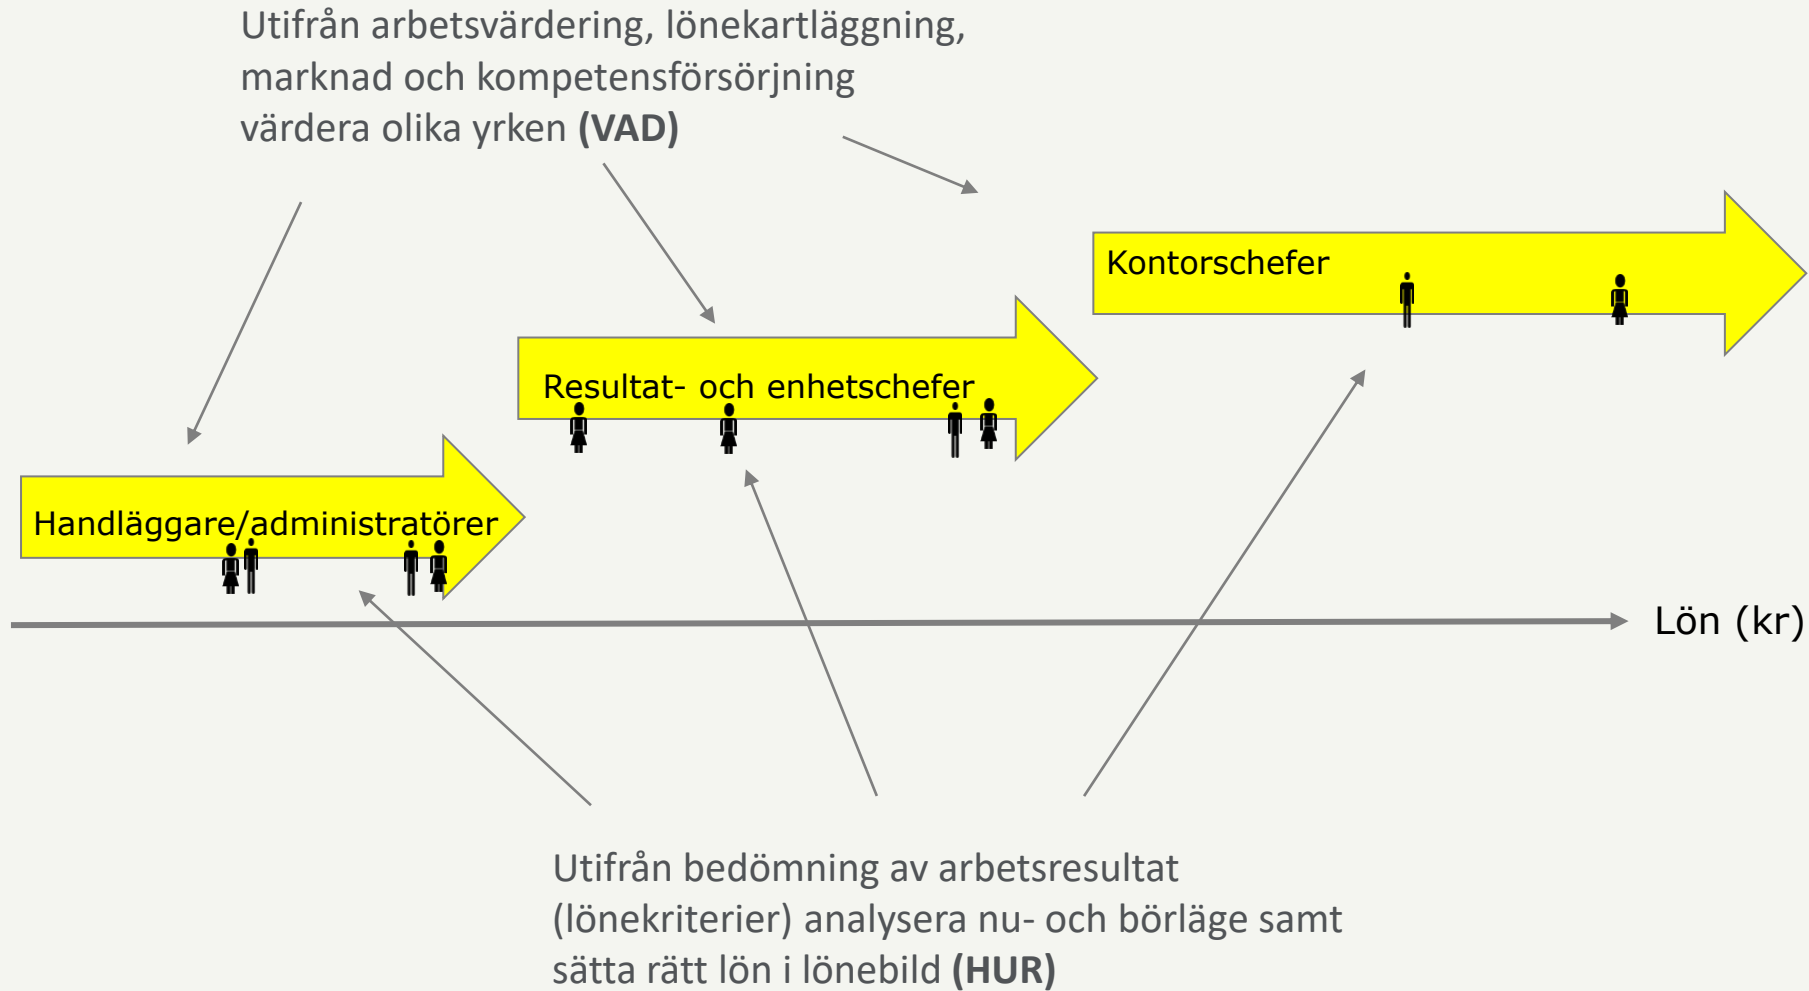 Utifrån arbetsvärdering, lönekartläggning,
marknad och kompetensförsörjning
värdera olika yrken (VAD)
Kontorschefer
Resultat- och enhetschefer
Handläggare/administratörer
Lön (kr)
Utifrån bedömning av arbetsresultat
(lönekriterier) analysera nu- och börläge samt
sätta rätt lön i lönebild (HUR)